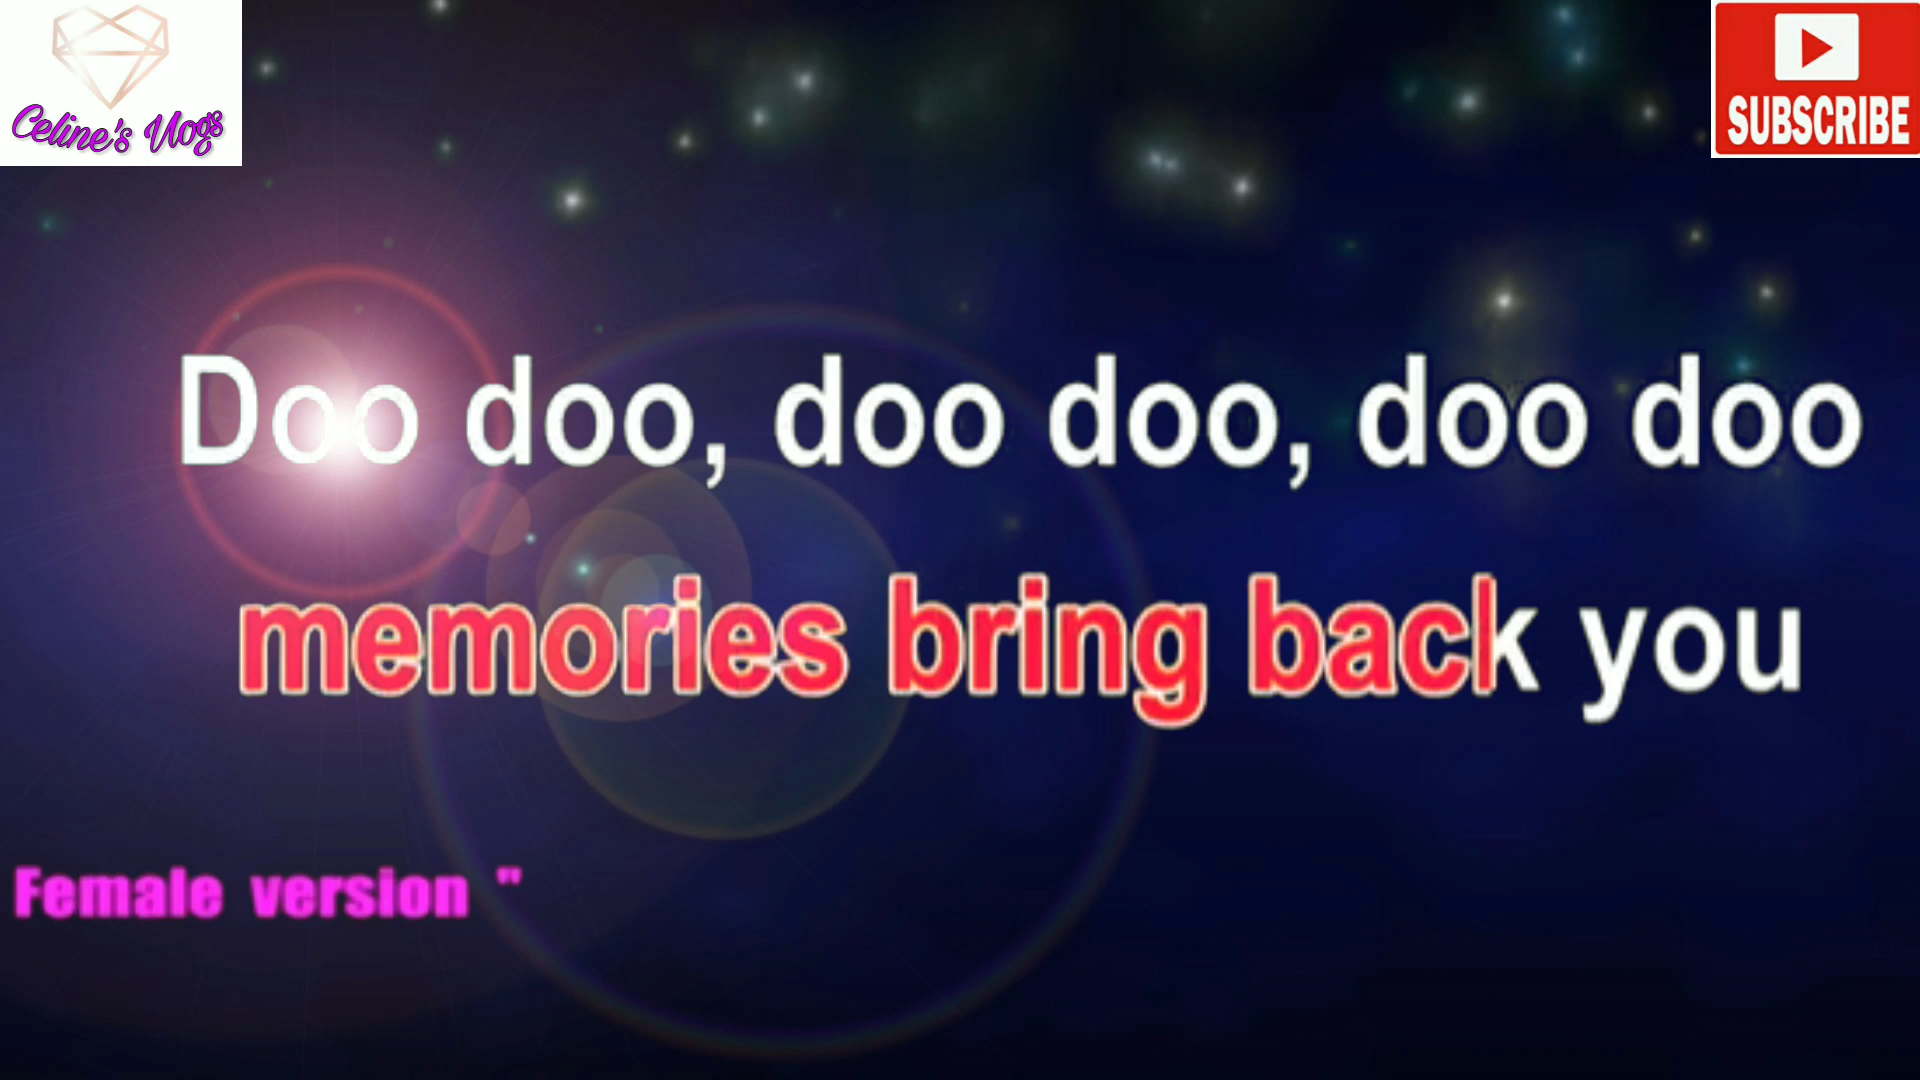 Celine's Vlogs
SUBSCRIBE
Doo doo, doo doo, doo doo
memories bring back you
Female version "